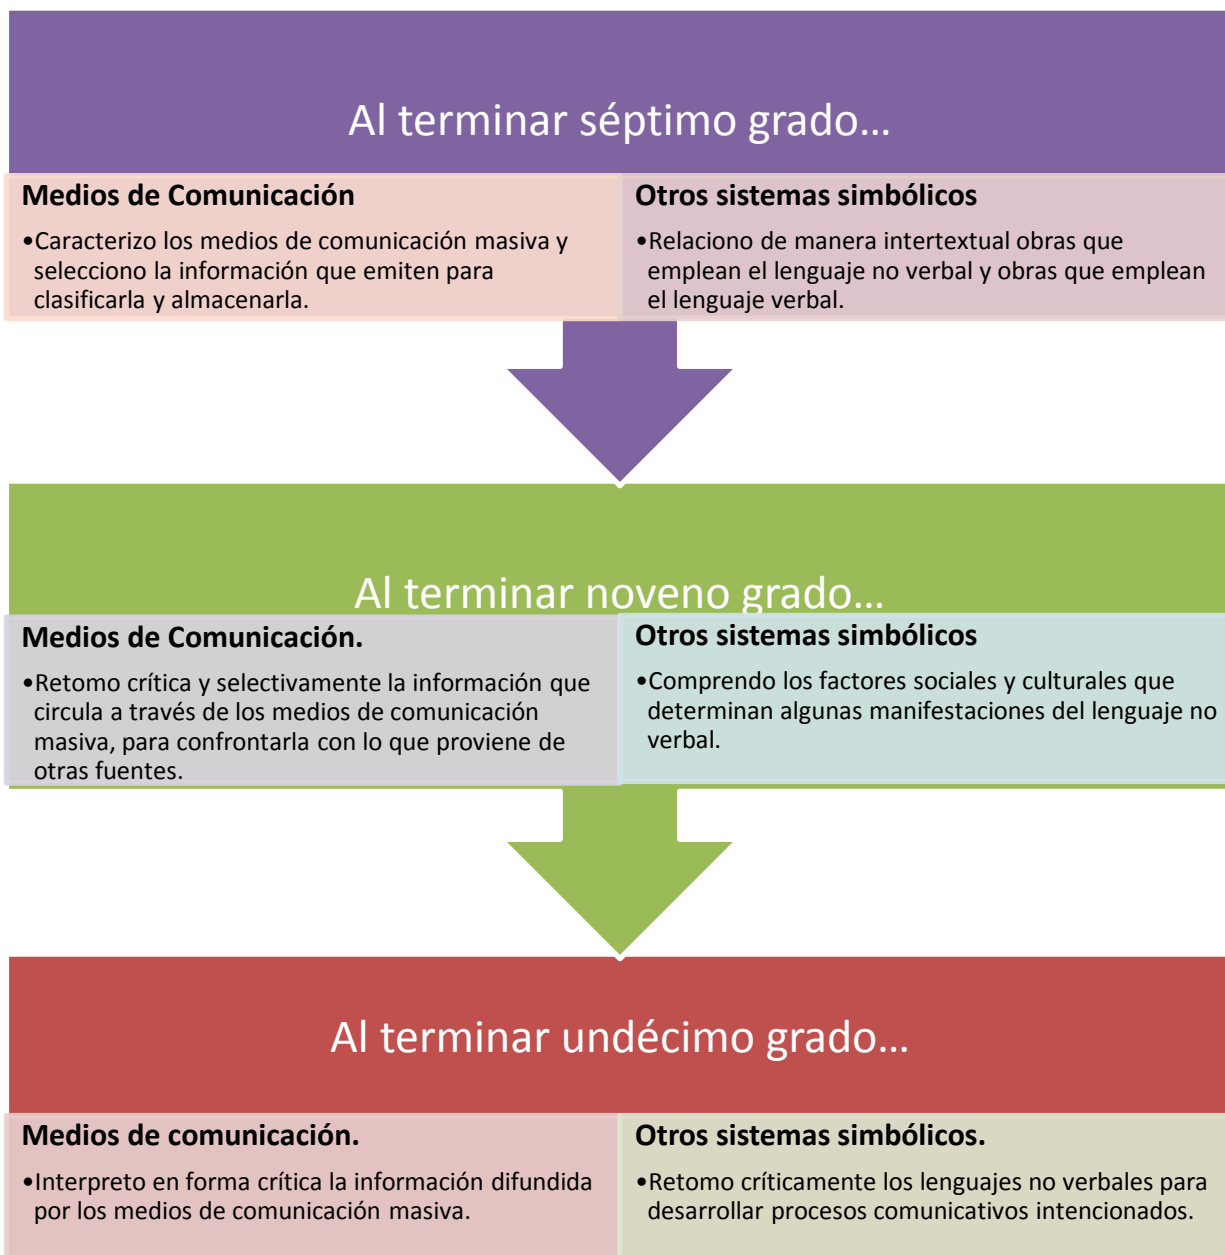 Al terminar séptimo grado...
Medios de Comunicación
•Caracterizo los medios de comunicación masiva y
selecciono la información que emiten para
clasificarla y almacenarla.
Otros sistemas simbólicos
•Relaciono de manera intertextual obras que
emplean el lenguaje no verbal y obras que emplean
el lenguaje verbal.
Al terminar noveno grado...
Medios de Comunicación.
•Retomo crítica y selectivamente la información que
circula a través de los medios de comunicación
masiva, para confrontarla con lo que proviene de
otras fuentes.
Otros sistemas simbólicos
•Comprendo los factores sociales y culturales que
determinan algunas manifestaciones del lenguaje no
verbal.
Al terminar undécimo grado...
Medios de comunicación.
•Interpreto en forma crítica la información difundida
por los medios de comunicación masiva.
Otros sistemas simbólicos.
•Retomo críticamente los lenguajes no verbales para
desarrollar procesos comunicativos intencionados.